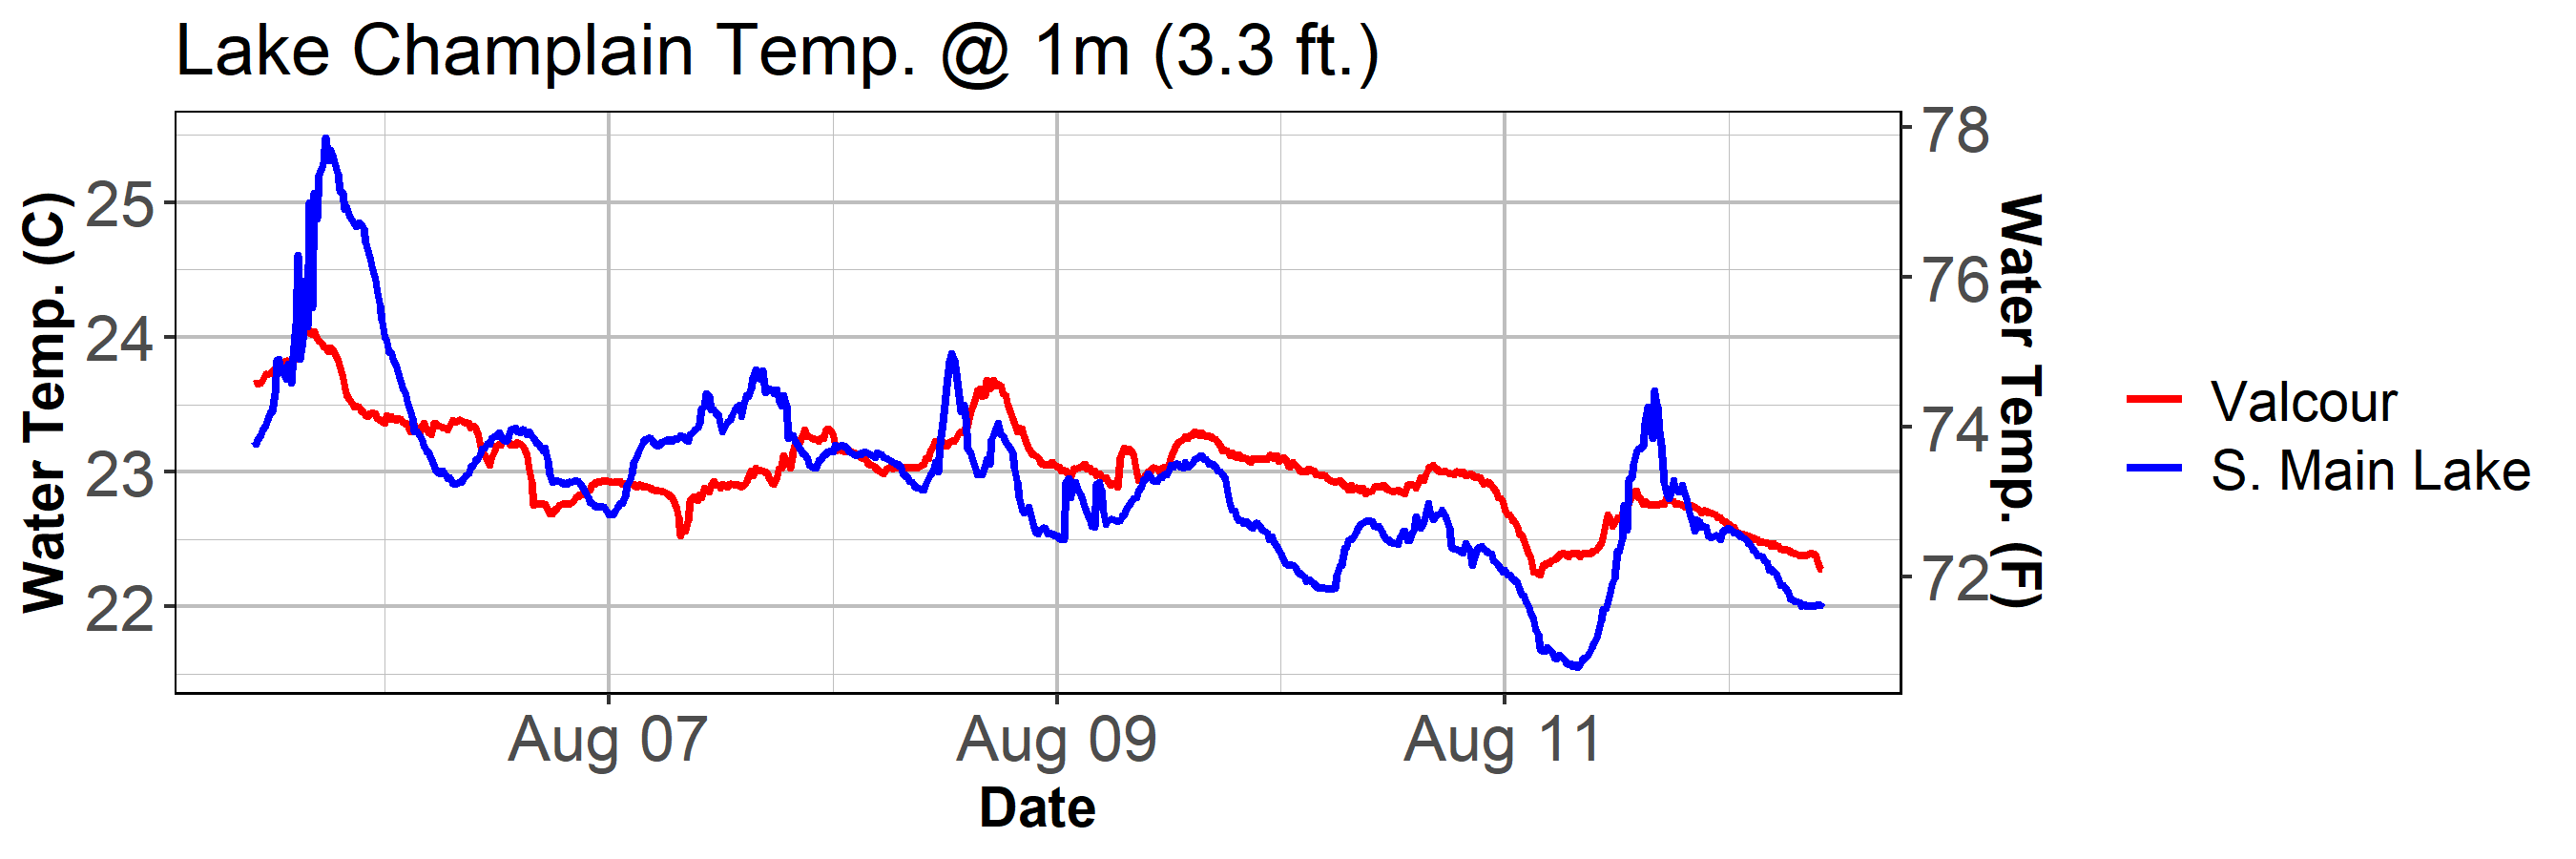 Lake Champlain Temp. @ 1m (3.3 ft.)
Water Temp. (C)
25
24
23
22
78
76
74
72
Water Temp. (F)
Aug 07
Aug 09
Aug 11
Date
Valcour
S. Main Lake